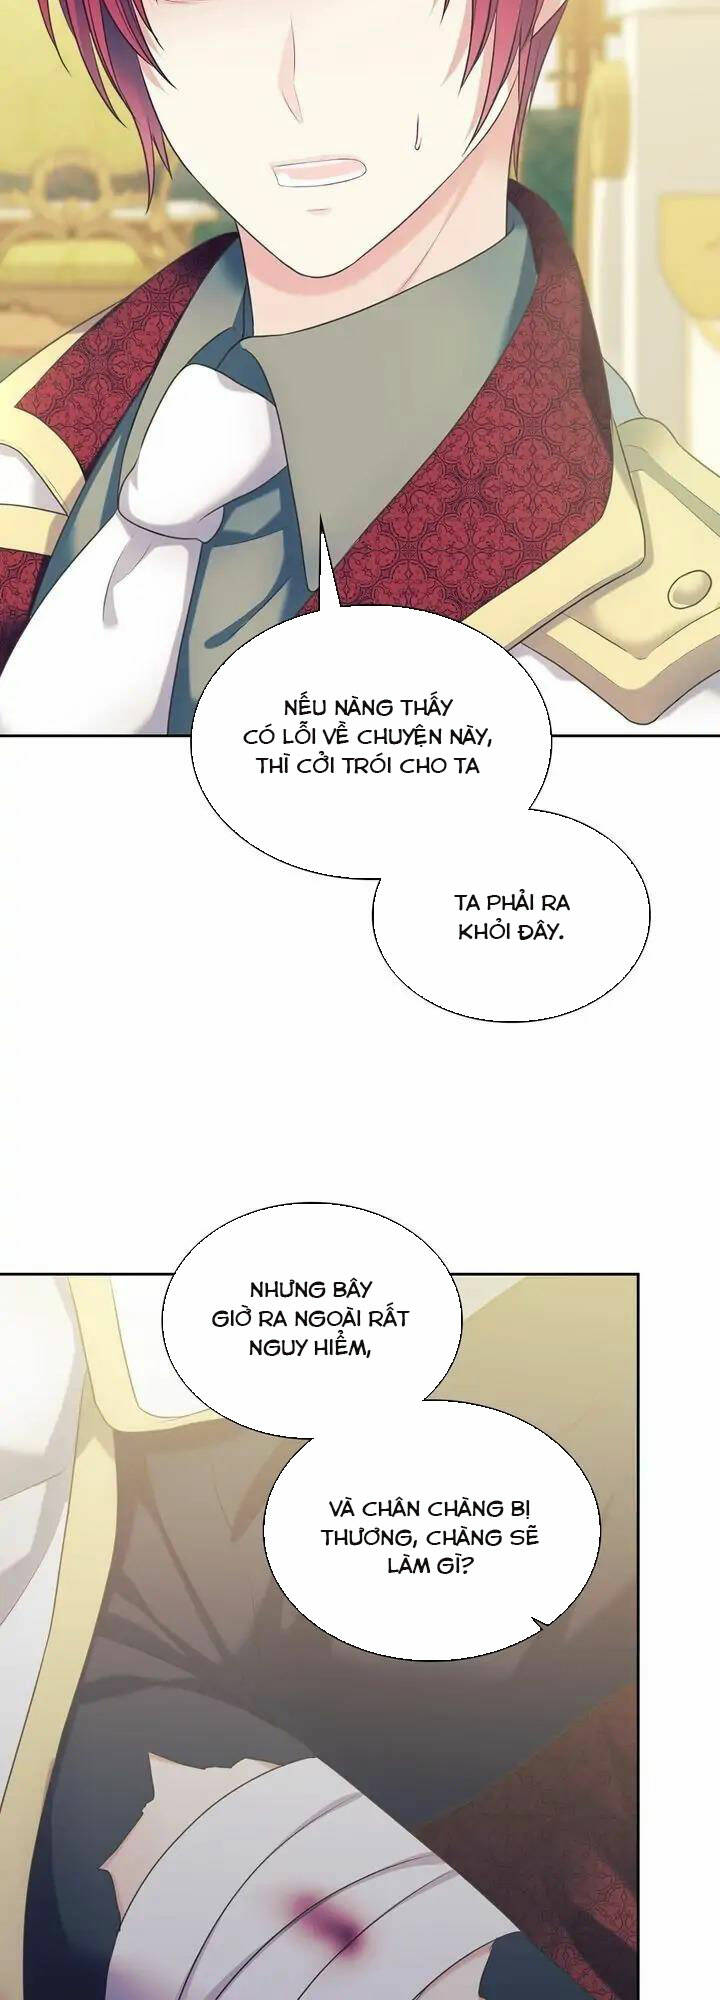 NẾU NÀNG THẤY
CÓ LỖI VỀ CHUYỆN NÀY,
THÌ CỞI TRÓI CHO TA
TA PHẢI RA
KHỎI ĐÂY.
NHƯNG BÂY
GIỜ RA NGOÀI RẤT
NGUY HIỂM,
VÀ CHÂN CHÀNG BỊ
THƯƠNG, CHÀNG SẼ
LÀM GÌ?